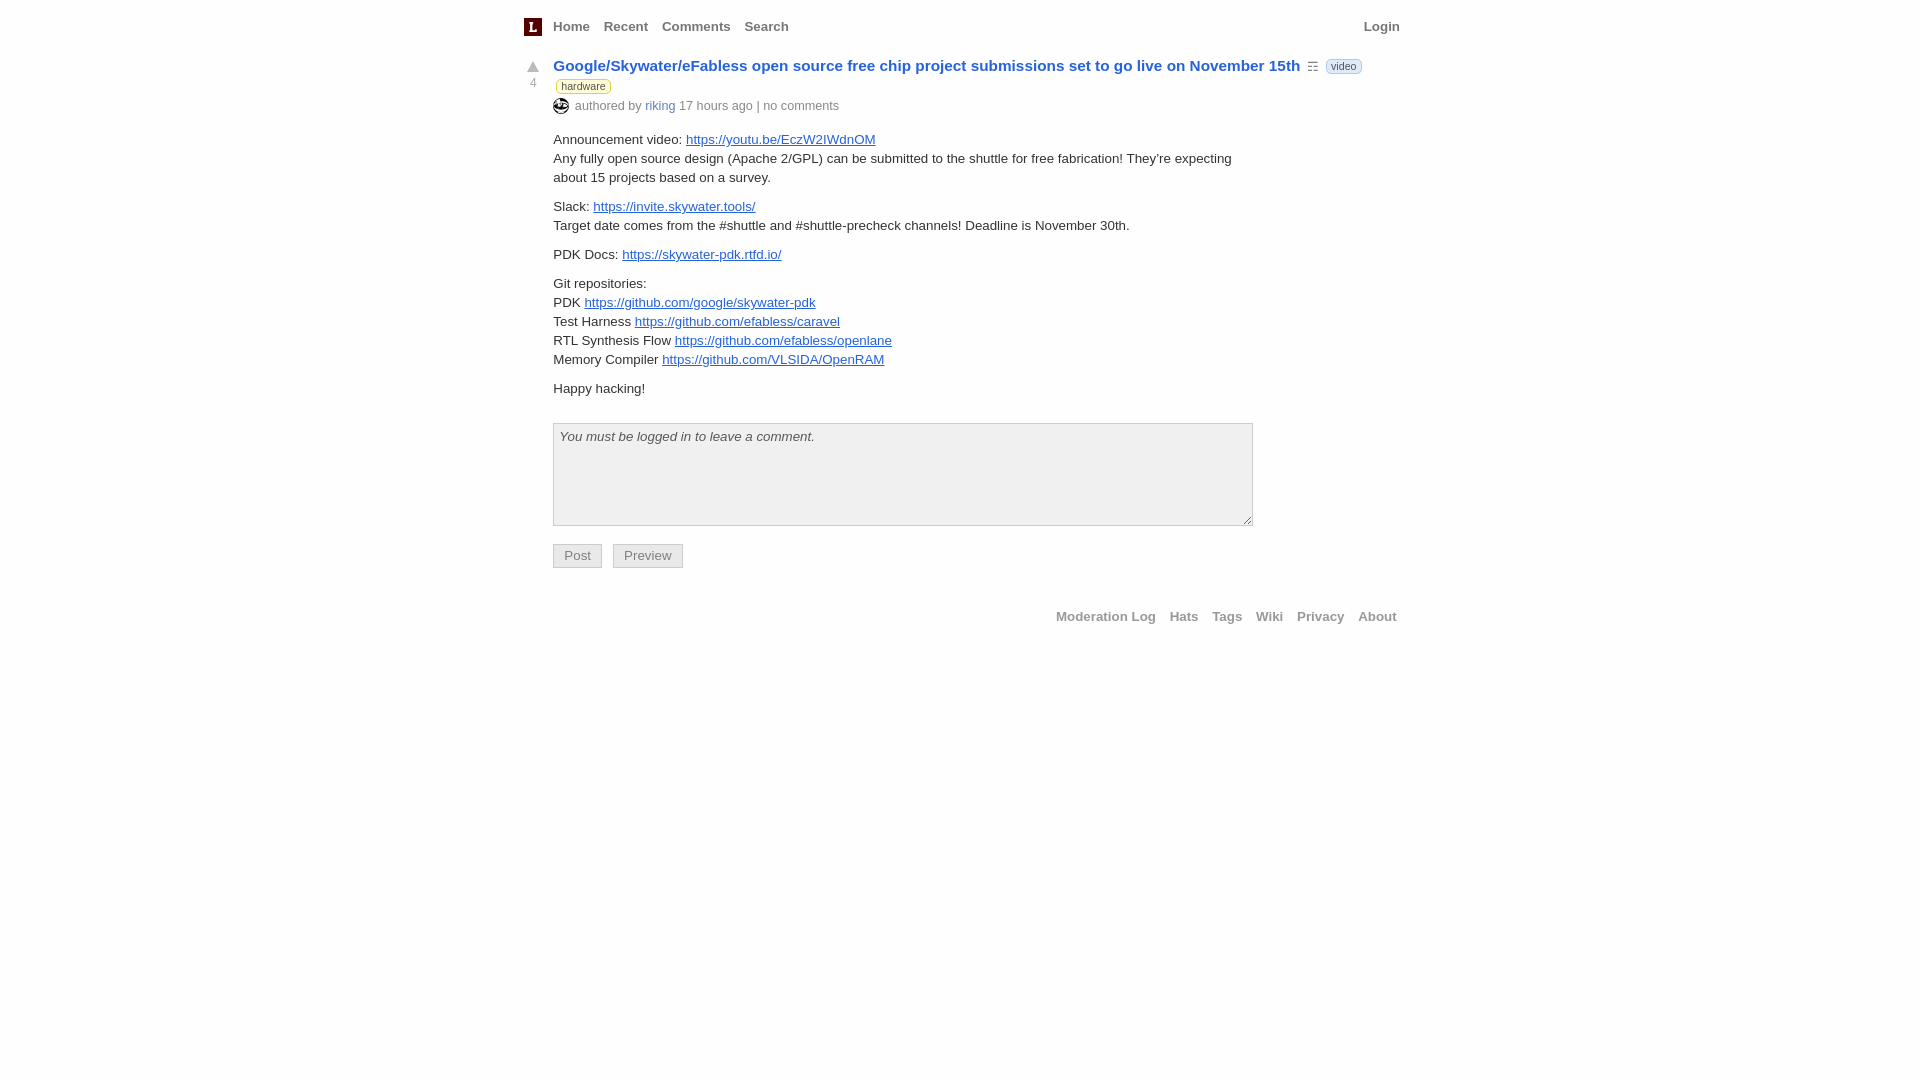 L Home Recent Comments Search Login
Google/Skywater/eFabless open source free chip project submissions set to go live on November 15th ☶ video
4 hardware
authored by riking 17 hours ago | no comments
Announcement video: https://youtu.be/EczW2IWdnOM
Any fully open source design (Apache 2/GPL) can be submitted to the shuttle for free fabrication! They’re expecting
about 15 projects based on a survey.
Slack: https://invite.skywater.tools/
Target date comes from the #shuttle and #shuttle-precheck channels! Deadline is November 30th.
PDK Docs: https://skywater-pdk.rtfd.io/
Git repositories:
PDK https://github.com/google/skywater-pdk
Test Harness https://github.com/efabless/caravel
RTL Synthesis Flow https://github.com/efabless/openlane
Memory Compiler https://github.com/VLSIDA/OpenRAM
Happy hacking!
You must be logged in to leave a comment.
Post Preview
Moderation Log Hats Tags Wiki Privacy About